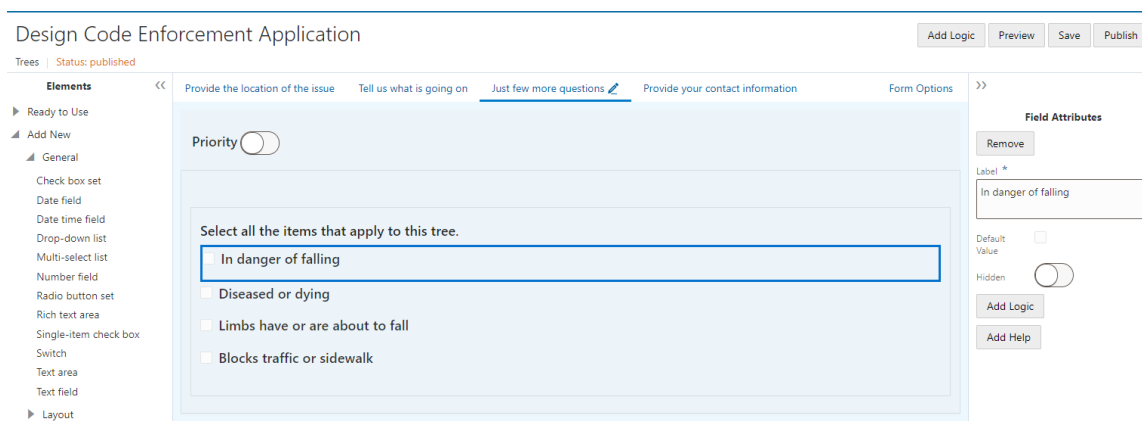 Design Code Enforcement Application
Add Logic Preview Save Publish
Trees | Status: published
Elements
Ready to Use
Add New
General
Check box set
Date field
Date time field
Drop-down list
Multi-select list
Number field
Radio button set
Rich text area
Single-item check box
Switch
Text area
Text field
Layout
Provide the location of the issue Tell us what is going on Just few more questions Provide your contact information Form Options
Priority
Select all the items that apply to this tree.
In danger of falling
Diseased or dying
Limbs have or are about to fall
Blocks traffic or sidewalk
Field Attributes
Remove
Label *
In danger of falling
Default
Value
Hidden
Add Logic
Add Help